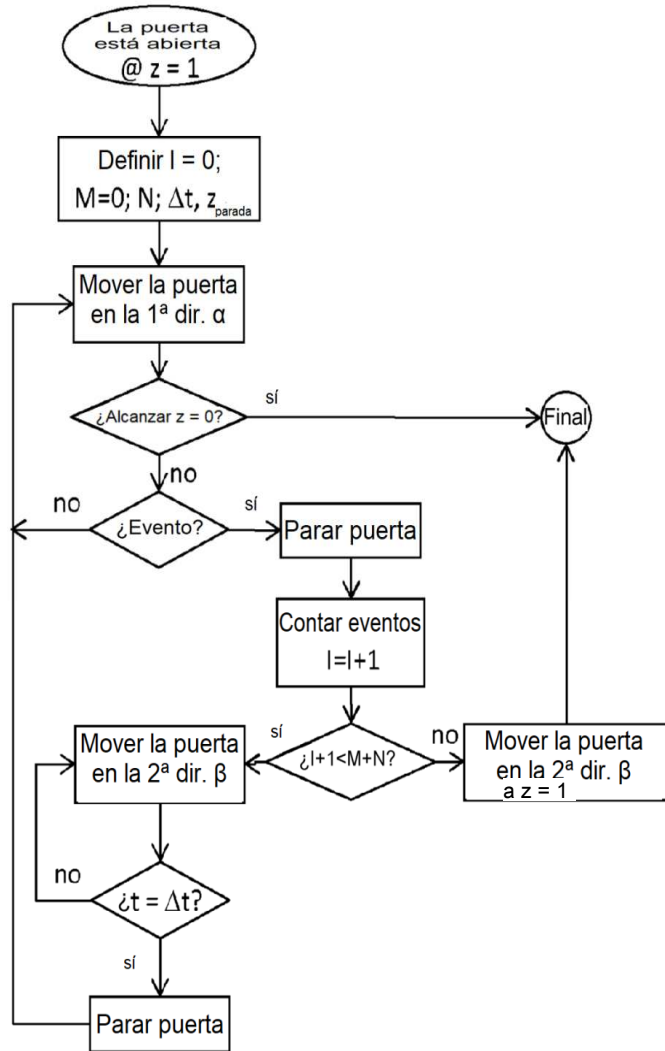 La puerta
está abierta
@ z = 1
Definir I = 0;
M=0; N; Δt, z parada
Mover la puerta
en la 1ª dir. α
¿Alcanzar z = 0?
sí
Final
no
¿Evento?
no
sí
Parar puerta
Contar eventos
I=I+1
¿I+1<M+N?
sí
no
Mover la puerta
en la 2ª dir. β
Mover la puerta
en la 2ª dir. β
a z = 1
¿t = Δt?
no
sí
Parar puerta